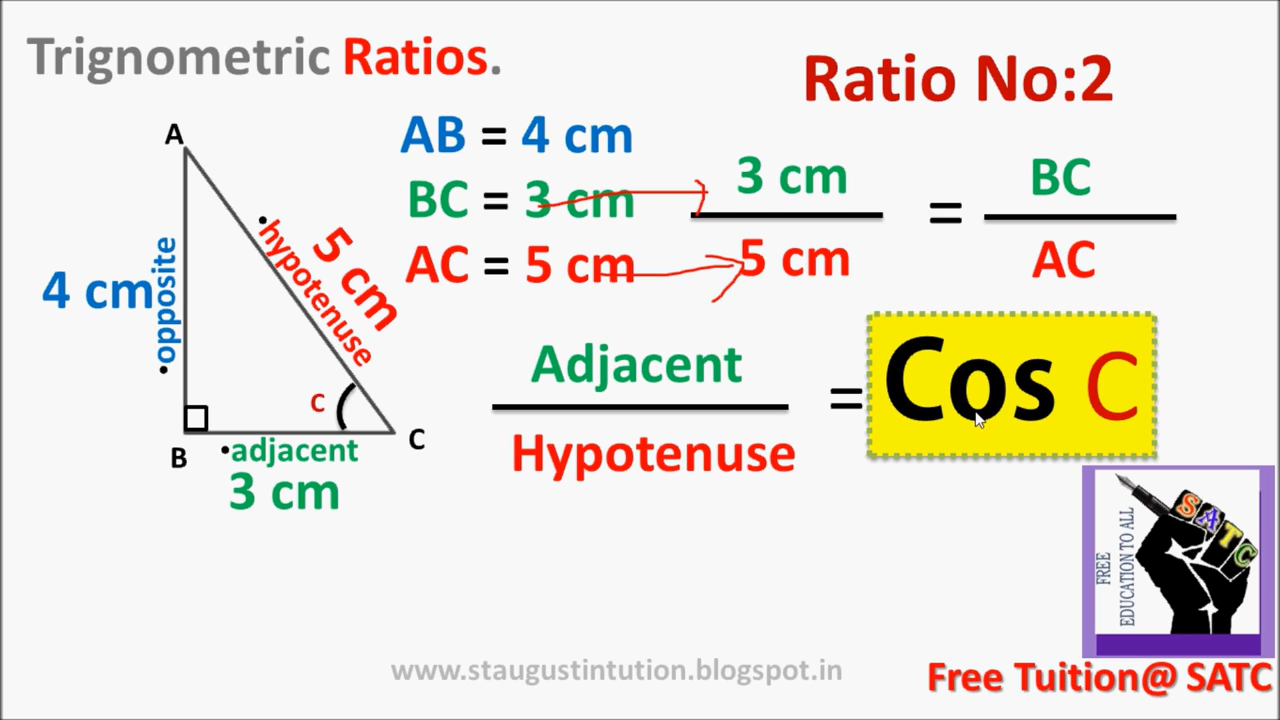 Trignometric Ratios.
Ratio No:2
A
AB = 4 cm
BC = 3 cm
AC = 5 cm
3 cm
5 cm
=
BC
AC
4 cm
•opposite
•hypotenuse
5 cm
C
B
C
•adjacent
3 cm
Adjacent
Hypotenuse
=
Cos C
FREE
EDUCATION TO ALL
SATC
www.staugustintution.blogspot.in
Free Tuition@ SATC